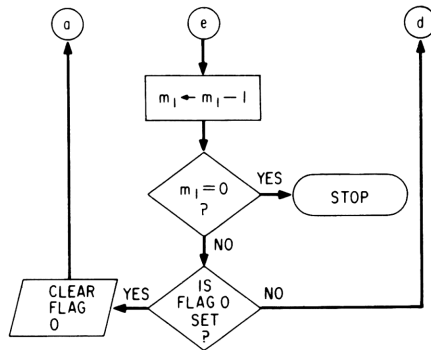 a
e
d
m₁ ← m₁ – 1
m₁ = 0
?
YES
STOP
NO
IS
FLAG 0
SET
?
YES
NO
CLEAR
FLAG
0